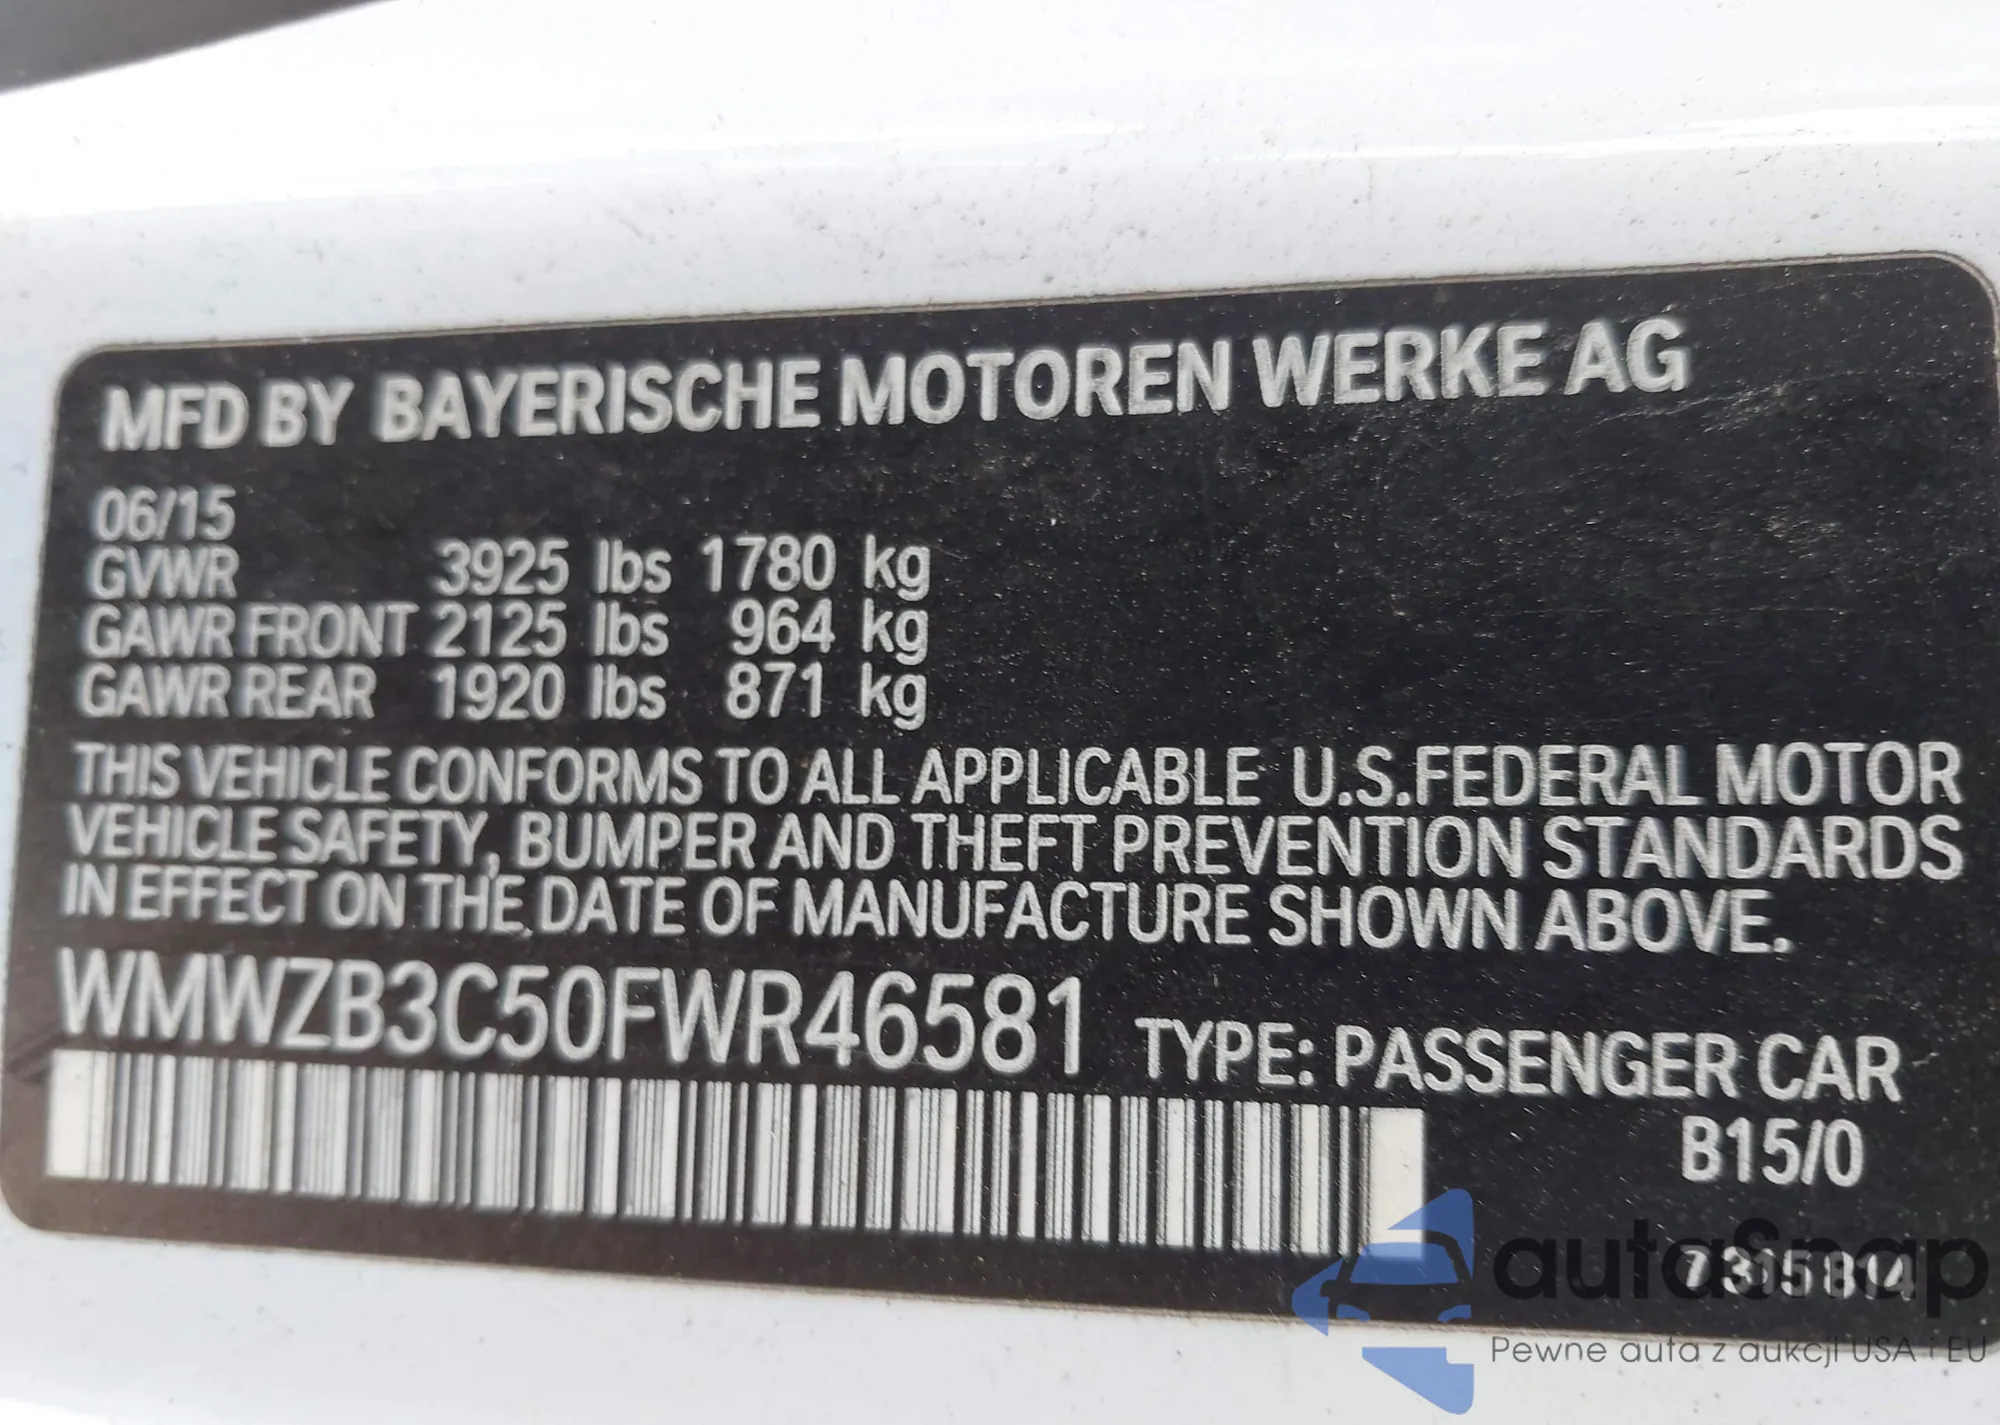 MFD BY BAYERISCHE MOTOREN WERKE AG
06/15
GVWR 3925 lbs 1780 kg
GAWR FRONT 2125 lbs 964 kg
GAWR REAR 1920 lbs 871 kg
THIS VEHICLE CONFORMS TO ALL APPLICABLE U.S.FEDERAL MOTOR
VEHICLE SAFETY, BUMPER AND THEFT PREVENTION STANDARDS
IN EFFECT ON THE DATE OF MANUFACTURE SHOWN ABOVE.
WMWZB3C50FWR46581 TYPE: PASSENGER CAR
B15/0
autosnap
Pewne auta z aukcji USA i EU